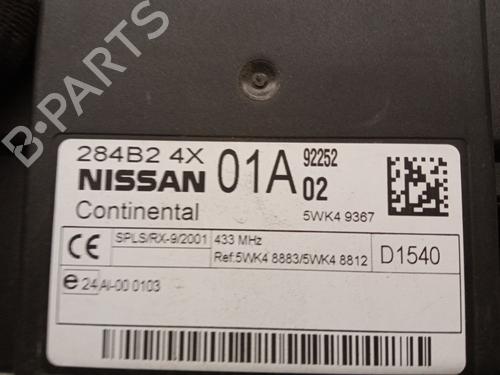 B-PARTS
284B2 4X 01A 92252
NISSAN 02
Continental 5WK4 9367
CE SPLS/RX-9/2001 433 MHz D1540
Ref:5WK4 8883/5WK4 8812
e 24 AI-00 0103